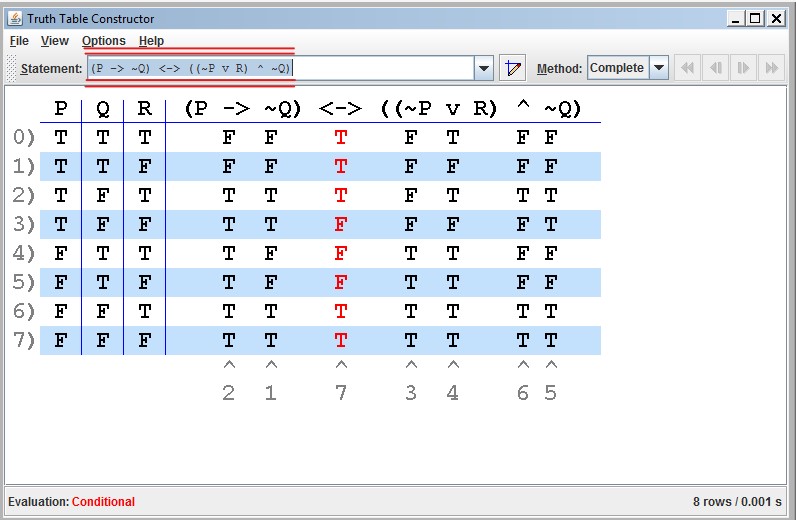 Truth Table Constructor
File View Options Help
Statement: (P -> ~Q) <-> ((~P v R) ^ ~Q) Method: Complete
P Q R (P -> ~Q) <-> ((~P v R) ^ ~Q)
0) T T T F F T F T F F
1) T T F F F T F F F F
2) T F T T T T F T T T
3) T F F T T F F F F T
4) F T T T F F T T F F
5) F T F T F F T T F F
6) F F T T T T T T T T
7) F F F T T T T T T T
^ ^ ^ ^ ^ ^ ^
2 1 7 3 4 6 5
Evaluation: Conditional 8 rows / 0.001 s